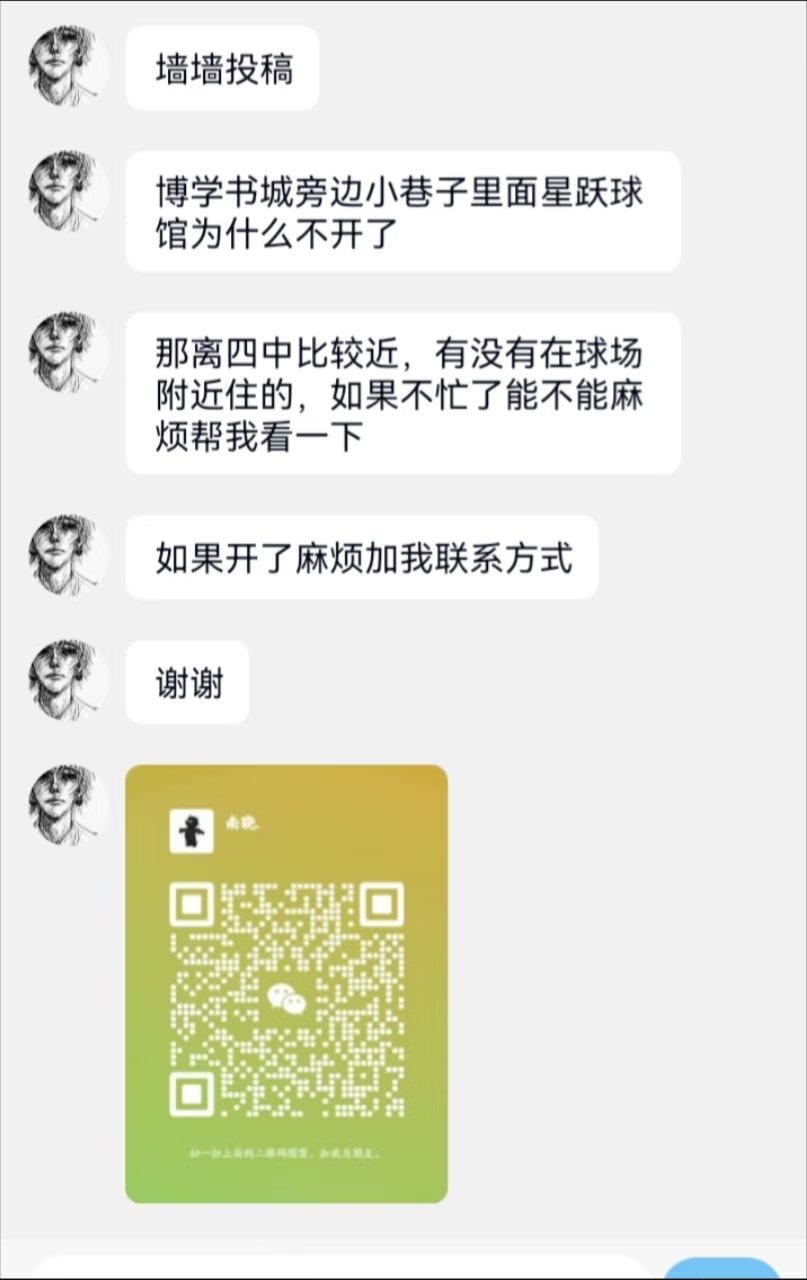 墙墙投稿
博学书城旁边小巷子里面星跃球
馆为什么不开了
那离四中比较近，有没有在球场
附近住的，如果不忙了能不能麻
烦帮我看一下
如果开了麻烦加我联系方式
谢谢
南晓.
扫一扫上面的二维码图案，加我为朋友。